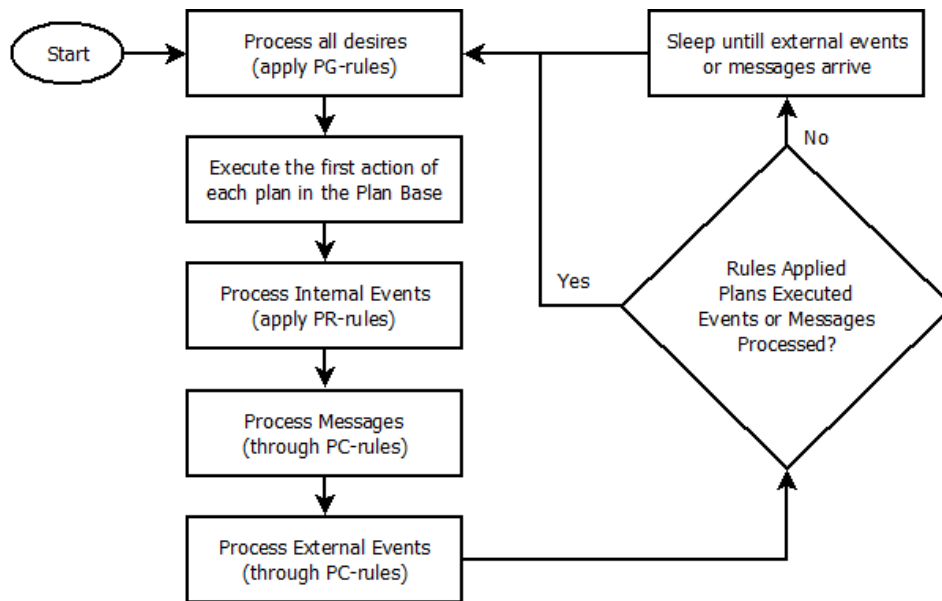 Start
Process all desires
(apply PG-rules)
Execute the first action of
each plan in the Plan Base
Process Internal Events
(apply PR-rules)
Process Messages
(through PC-rules)
Process External Events
(through PC-rules)
Rules Applied
Plans Executed
Events or Messages
Processed?
Yes
No
Sleep untill external events
or messages arrive